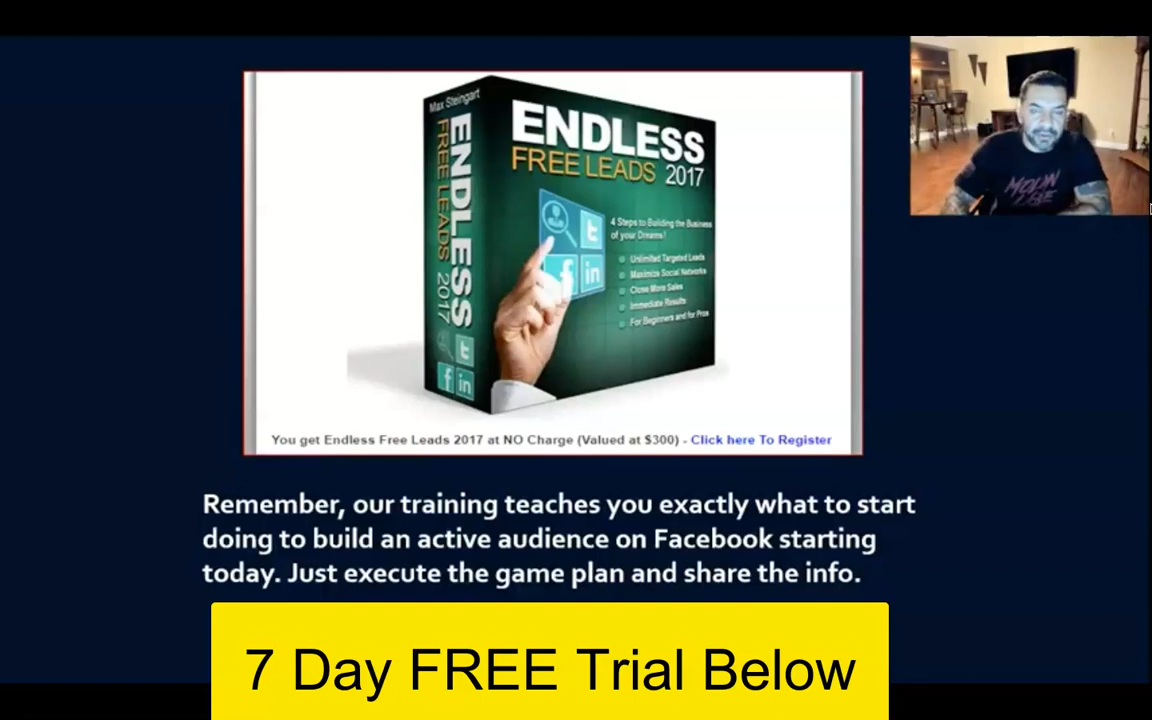 Max Steingart
ENDLESS
FREE LEADS
2017
ENDLESS
FREE LEADS 2017
4 Steps to Building the Business
of your Dreams!
Unlimited Targeted Leads
Maximize Social Networks
Close More Sales
Immediate Results
For Beginners and for Pros
t
f
in
t
f
in
You get Endless Free Leads 2017 at NO Charge (Valued at $300) - Click here To Register
Remember, our training teaches you exactly what to start
doing to build an active audience on Facebook starting
today. Just execute the game plan and share the info.
7 Day FREE Trial Below